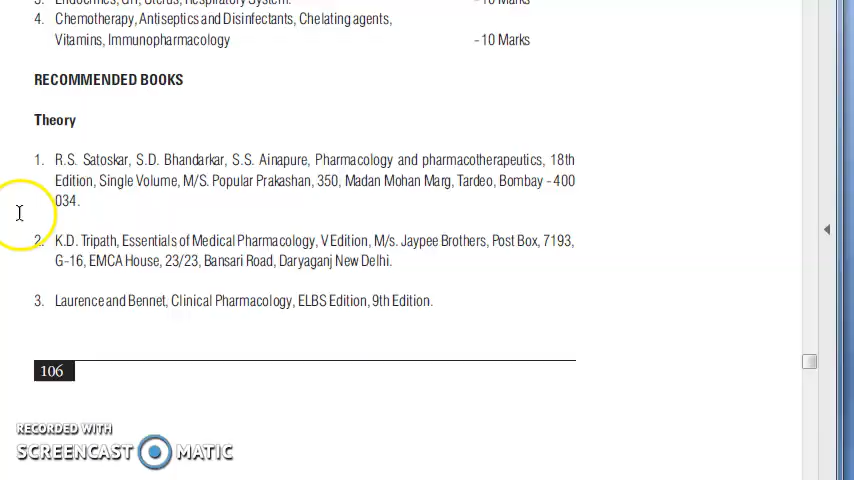 4. Chemotherapy, Antiseptics and Disinfectants, Chelating agents,
Vitamins, Immunopharmacology - 10 Marks
RECOMMENDED BOOKS
Theory
1. R.S. Satoskar, S.D. Bhandarkar, S.S. Ainapure, Pharmacology and pharmacotherapeutics, 18th
Edition, Single Volume, M/S. Popular Prakashan, 350, Madan Mohan Marg, Tardeo, Bombay - 400
034.
2. K.D. Tripath, Essentials of Medical Pharmacology, V Edition, M/s. Jaypee Brothers, Post Box, 7193,
G-16, EMCA House, 23/23, Bansari Road, Daryaganj New Delhi.
3. Laurence and Bennet, Clinical Pharmacology, ELBS Edition, 9th Edition.
106
RECORDED WITH
SCREENCAST MATIC